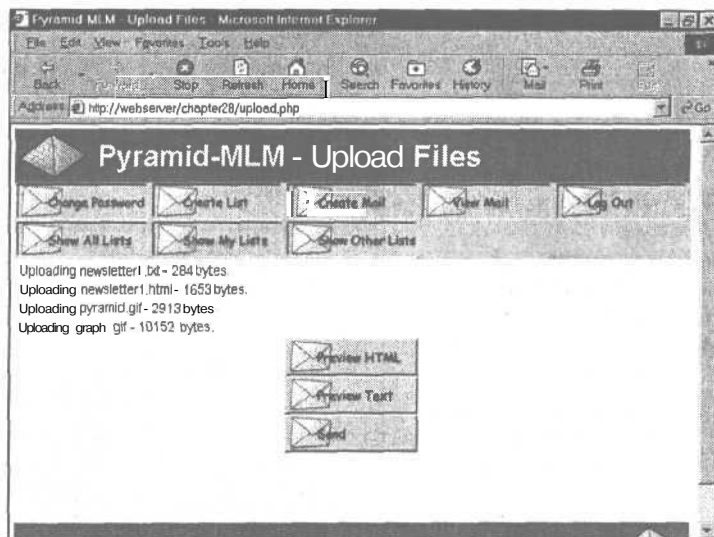 Pyramid MLM - Upload Files - Microsoft Internet Explorer
File Edit View Favorites Tools Help
Back Forward Stop Refresh Home Search Favorites History Mail Print Edit
Address http://webserver/chapter28/upload.php Go
Pyramid-MLM - Upload Files
Change Password Create List Create Mail View Mail Log Out
Show All Lists Show My Lists Show Other Lists
Uploading newsletter1.txt - 284 bytes.
Uploading newsletter1.html - 1653 bytes.
Uploading pyramid.gif - 2913 bytes
Uploading graph gif - 10152 bytes.
Preview HTML
Preview Text
Send